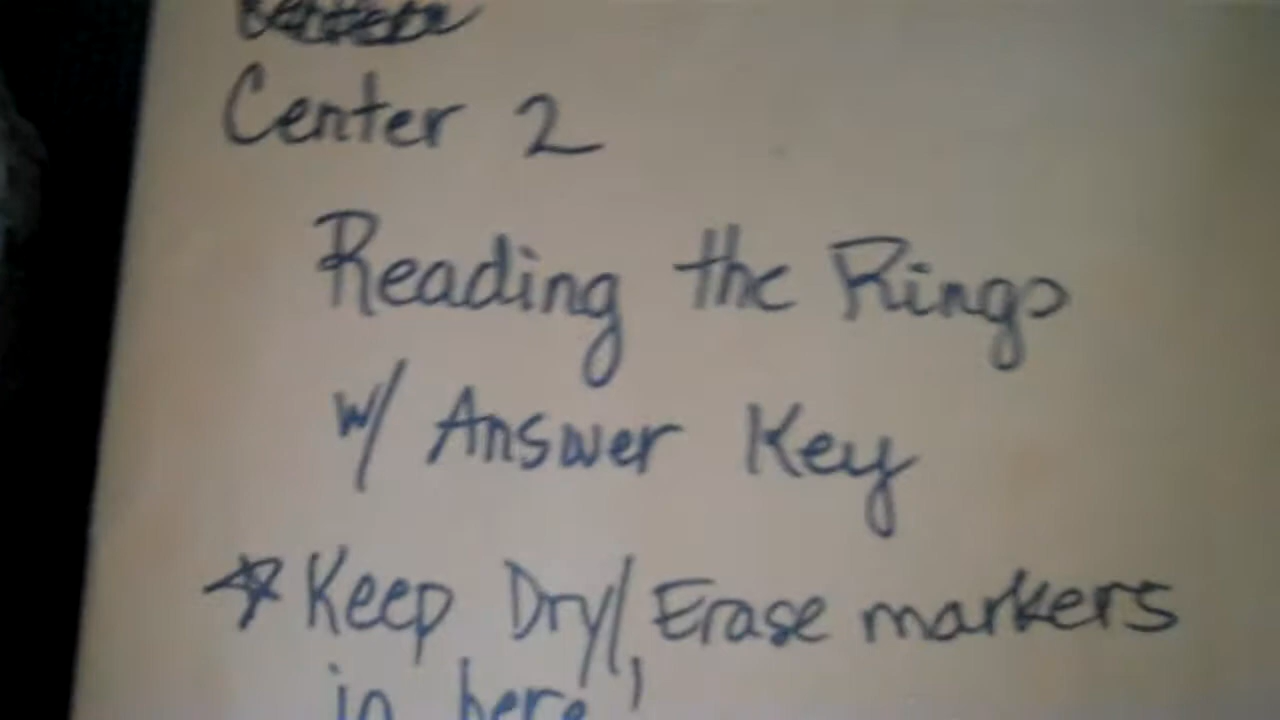 Center 2
Reading the Rings
w/ Answer Key
☆ Keep Dry/Erase markers
in here!